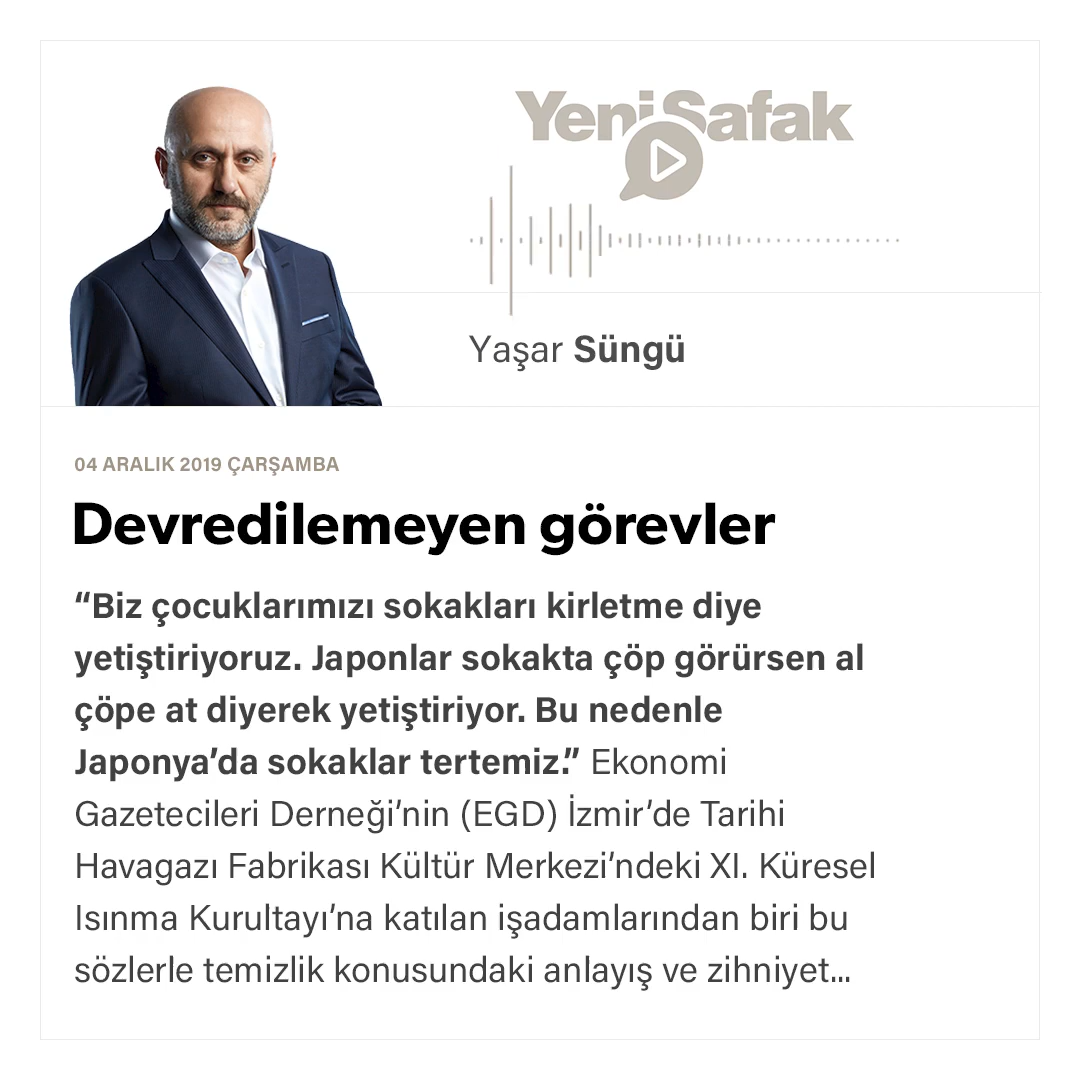 Yeni Şafak
Yaşar Süngü
04 ARALIK 2019 ÇARŞAMBA
Devredilemeyen görevler
“Biz çocuklarımızı sokakları kirletme diye
yetiştiriyoruz. Japonlar sokakta çöp görürsen al
çöpe at diyerek yetiştiriyor. Bu nedenle
Japonya’da sokaklar tertemiz.” Ekonomi
Gazetecileri Derneği’nin (EGD) İzmir’de Tarihi
Havagazı Fabrikası Kültür Merkezi’ndeki XI. Küresel
Isınma Kurultayı’na katılan işadamlarından biri bu
sözlerle temizlik konusundaki anlayış ve zihniyet...